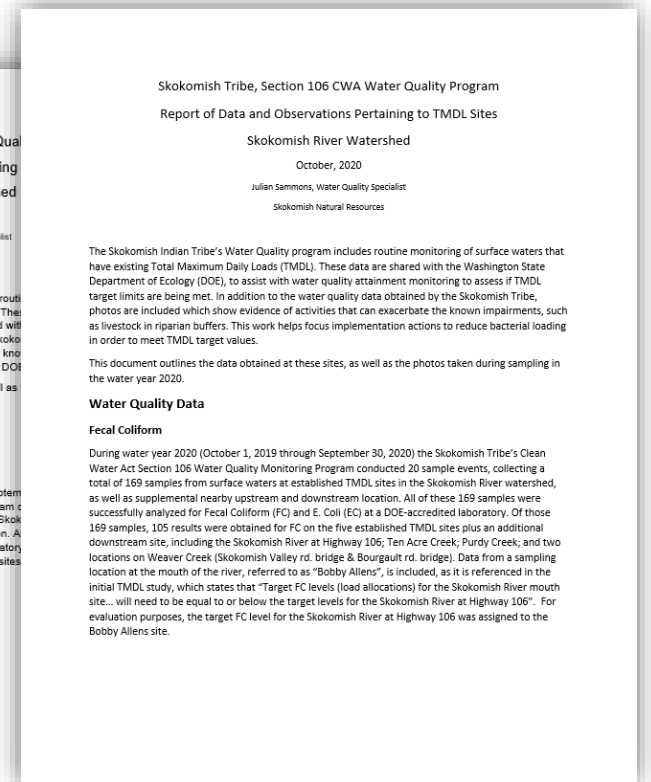 Skokomish Tribe, Section 106 CWA Water Quality Program
Report of Data and Observations Pertaining to TMDL Sites
Skokomish River Watershed
October, 2020
Julian Sammons, Water Quality Specialist
Skokomish Natural Resources
The Skokomish Indian Tribe's Water Quality program includes routine monitoring of surface waters that
have existing Total Maximum Daily Loads (TMDL). These data are shared with the Washington State
Department of Ecology (DOE), to assist with water quality attainment monitoring to assess if TMDL
target limits are being met. In addition to the water quality data obtained by the Skokomish Tribe,
photos are included which show evidence of activities that can exacerbate the known impairments, such
as livestock in riparian buffers. This work helps focus implementation actions to reduce bacterial loading
in order to meet TMDL target values.
This document outlines the data obtained at these sites, as well as the photos taken during sampling in
the water year 2020.
Water Quality Data
Fecal Coliform
During water year 2020 (October 1, 2019 through September 30, 2020) the Skokomish Tribe's Clean
Water Act Section 106 Water Quality Monitoring Program conducted 20 sample events, collecting a
total of 169 samples from surface waters at established TMDL sites in the Skokomish River watershed,
as well as supplemental nearby upstream and downstream location. All of these 169 samples were
successfully analyzed for Fecal Coliform (FC) and E. Coli (EC) at a DOE-accredited laboratory. Of those
169 samples, 105 results were obtained for FC on the five established TMDL sites plus an additional
downstream site, including the Skokomish River at Highway 106; Ten Acre Creek; Purdy Creek; and two
locations on Weaver Creek (Skokomish Valley rd. bridge & Bourgault rd. bridge). Data from a sampling
location at the mouth of the river, referred to as "Bobby Allens", is included, as it is referenced in the
initial TMDL study, which states that "Target FC levels (load allocations) for the Skokomish River mouth
site... will need to be equal to or below the target levels for the Skokomish River at Highway 106". For
evaluation purposes, the target FC level for the Skokomish River at Highway 106 was assigned to the
Bobby Allens site.